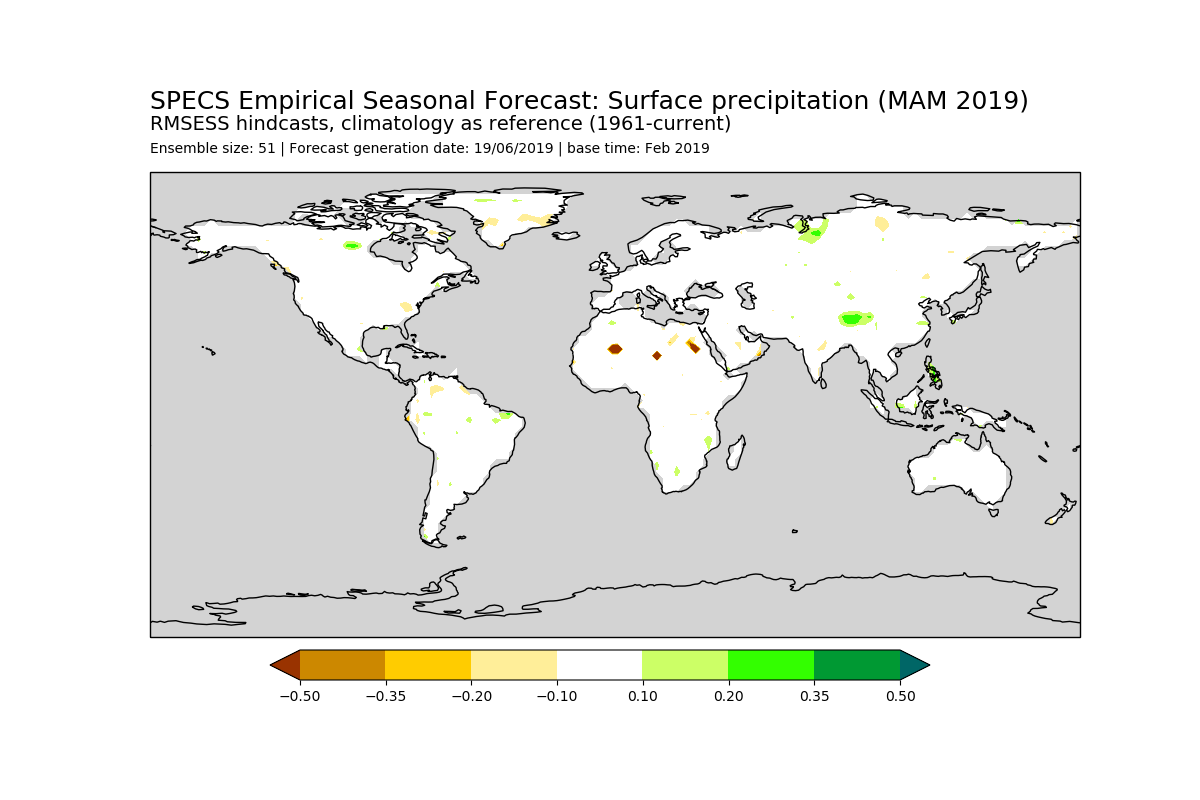 SPECS Empirical Seasonal Forecast: Surface precipitation (MAM 2019)
RMSESS hindcasts, climatology as reference (1961-current)
Ensemble size: 51 | Forecast generation date: 19/06/2019 | base time: Feb 2019
−0.50 −0.35 −0.20 −0.10 0.10 0.20 0.35 0.50